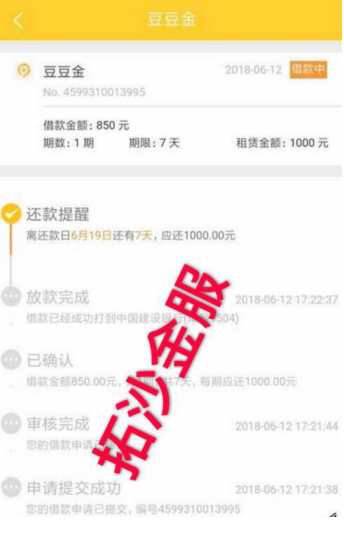 豆豆金
豆豆金 2018-06-12 借款中
No. 4599310013995
借款金额: 850 元
期数: 1 期 期限: 7 天 租赁金额: 1000 元
还款提醒
离还款日6月19日还有7天，应还1000.00元
放款完成 2018-06-12 17:22:37
借款已经成功打到中国建设银行 504)
已确认
借款金额850.00元， 共7天，每期应还1000.00元
审核完成 2018-06-12 17:21:44
您的借款申请
申请提交成功 2018-06-12 17:21:38
您的借款申请已提交，编号4599310013995
拓沙金服